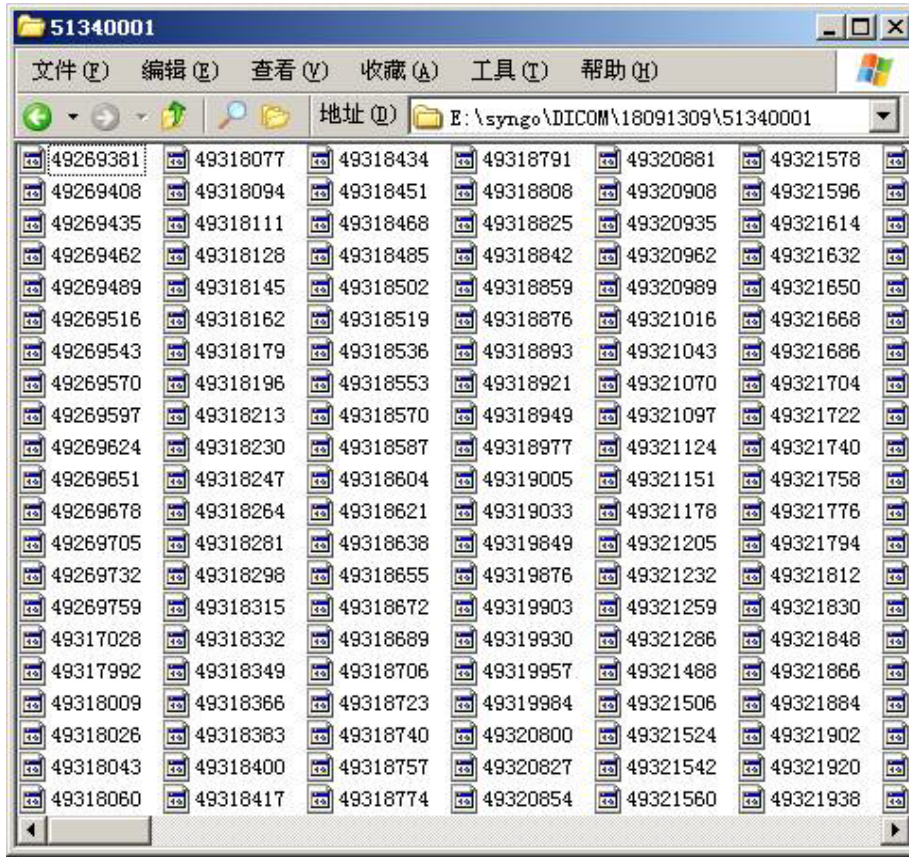 51340001
文件(F) 编辑(E) 查看(V) 收藏(A) 工具(T) 帮助(H)
地址(D) E:\syngo\DICOM\18091309\51340001
49269381 49318077 49318434 49318791 49320881 49321578
49269408 49318094 49318451 49318808 49320908 49321596
49269435 49318111 49318468 49318825 49320935 49321614
49269462 49318128 49318485 49318842 49320962 49321632
49269489 49318145 49318502 49318859 49320989 49321650
49269516 49318162 49318519 49318876 49321016 49321668
49269543 49318179 49318536 49318893 49321043 49321686
49269570 49318196 49318553 49318921 49321070 49321704
49269597 49318213 49318570 49318949 49321097 49321722
49269624 49318230 49318587 49318977 49321124 49321740
49269651 49318247 49318604 49319005 49321151 49321758
49269678 49318264 49318621 49319033 49321178 49321776
49269705 49318281 49318638 49319849 49321205 49321794
49269732 49318298 49318655 49319876 49321232 49321812
49269759 49318315 49318672 49319903 49321259 49321830
49317028 49318332 49318689 49319930 49321286 49321848
49317992 49318349 49318706 49319957 49321488 49321866
49318009 49318366 49318723 49319984 49321506 49321884
49318026 49318383 49318740 49320800 49321524 49321902
49318043 49318400 49318757 49320827 49321542 49321920
49318060 49318417 49318774 49320854 49321560 49321938